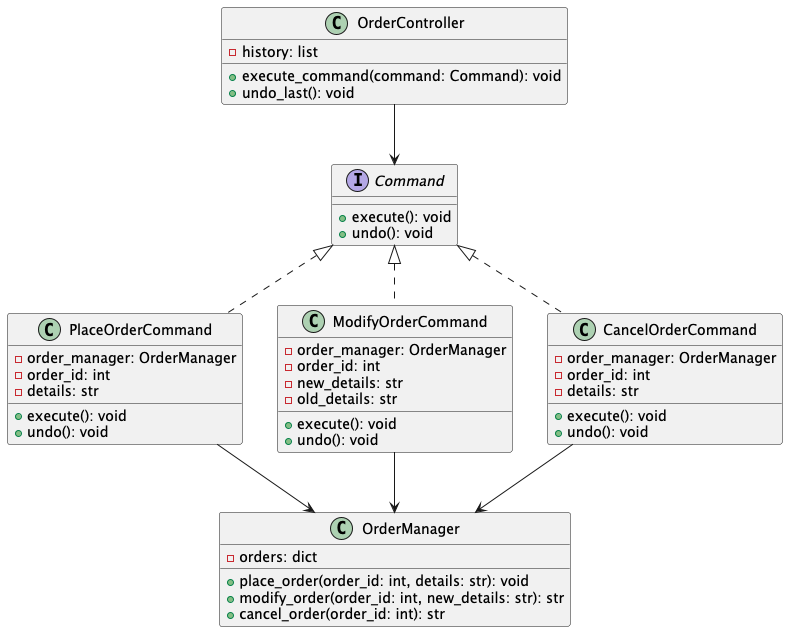 C OrderController
history: list
execute_command(command: Command): void
undo_last(): void
I Command
execute(): void
undo(): void
C PlaceOrderCommand
order_manager: OrderManager
order_id: int
details: str
execute(): void
undo(): void
C ModifyOrderCommand
order_manager: OrderManager
order_id: int
new_details: str
old_details: str
execute(): void
undo(): void
C CancelOrderCommand
order_manager: OrderManager
order_id: int
details: str
execute(): void
undo(): void
C OrderManager
orders: dict
place_order(order_id: int, details: str): void
modify_order(order_id: int, new_details: str): str
cancel_order(order_id: int): str